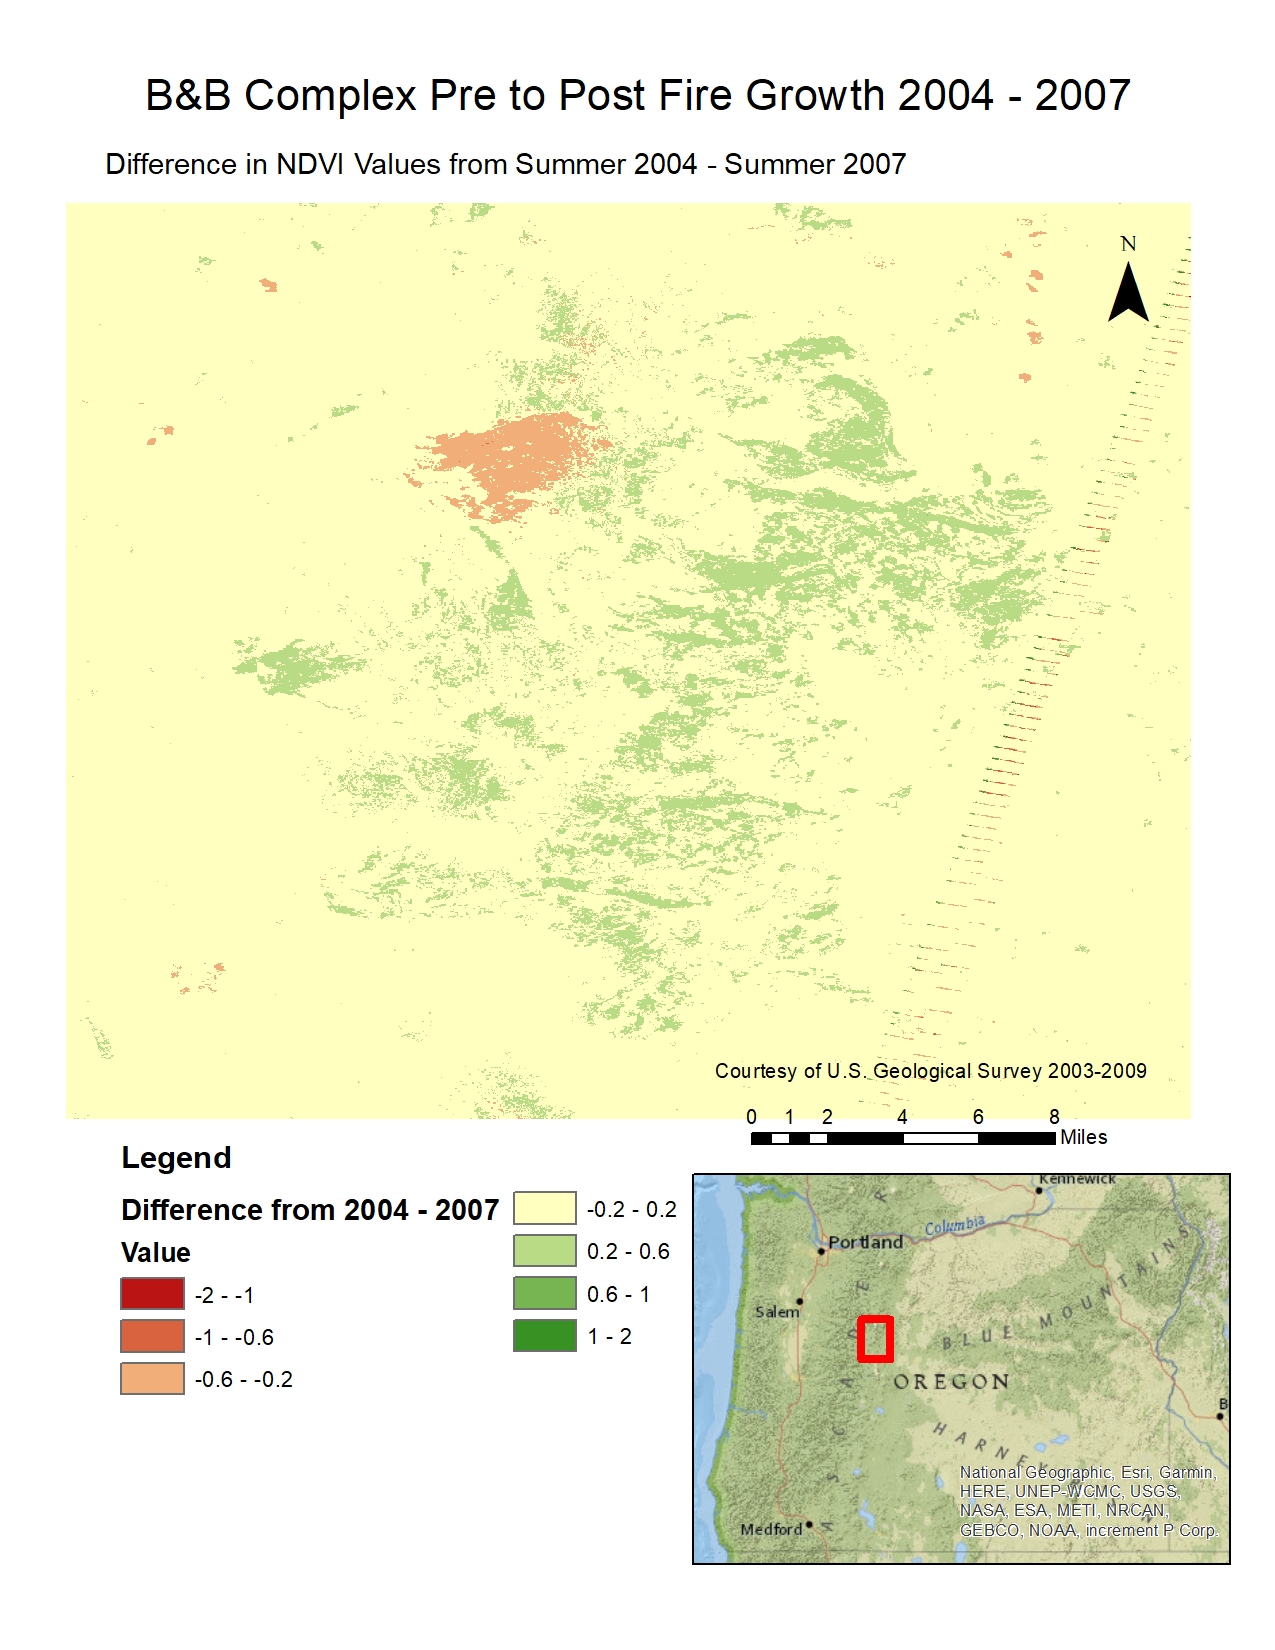 B&B Complex Pre to Post Fire Growth 2004 - 2007
Difference in NDVI Values from Summer 2004 - Summer 2007
N
Courtesy of U.S. Geological Survey 2003-2009
0 1 2 4 6 8
Miles
Legend
Difference from 2004 - 2007
Value
-2 - -1
-1 - -0.6
-0.6 - -0.2
-0.2 - 0.2
0.2 - 0.6
0.6 - 1
1 - 2
Kennewick
Columbia
Portland
Salem
BLUE MOUNTAINS
OREGON
HARNEY
Medford
B
National Geographic, Esri, Garmin,
HERE, UNEP-WCMC, USGS,
NASA, ESA, METI, NRCAN,
GEBCO, NOAA, increment P Corp.